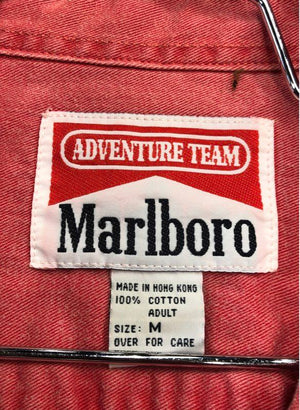 ADVENTURE TEAM
Marlboro
MADE IN HONG KONG
100% COTTON
ADULT
SIZE: M
OVER FOR CARE